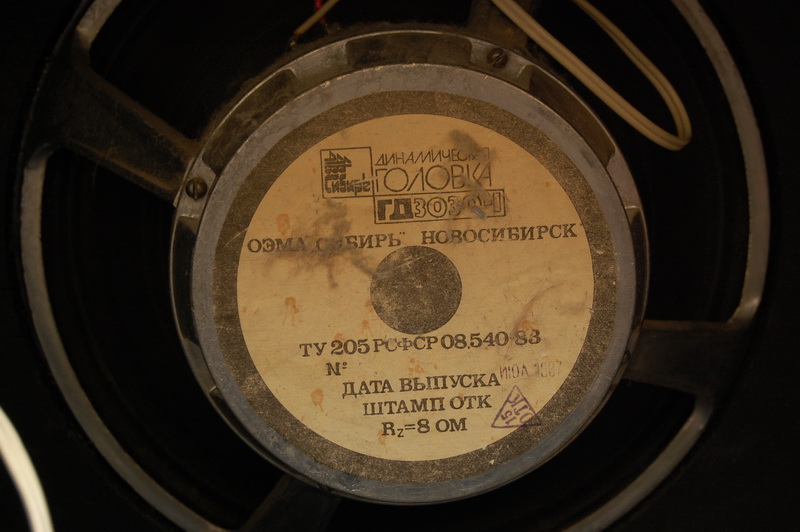 Сибирь
ДИНАМИЧЕСКАЯ
ГОЛОВКА
ОЭМА "СИБИРЬ" НОВОСИБИРСК
ТУ 205 РСФСР 08.540-83
№
ДАТА ВЫПУСКА
ШТАМП ОТК
Rz=8 ОМ